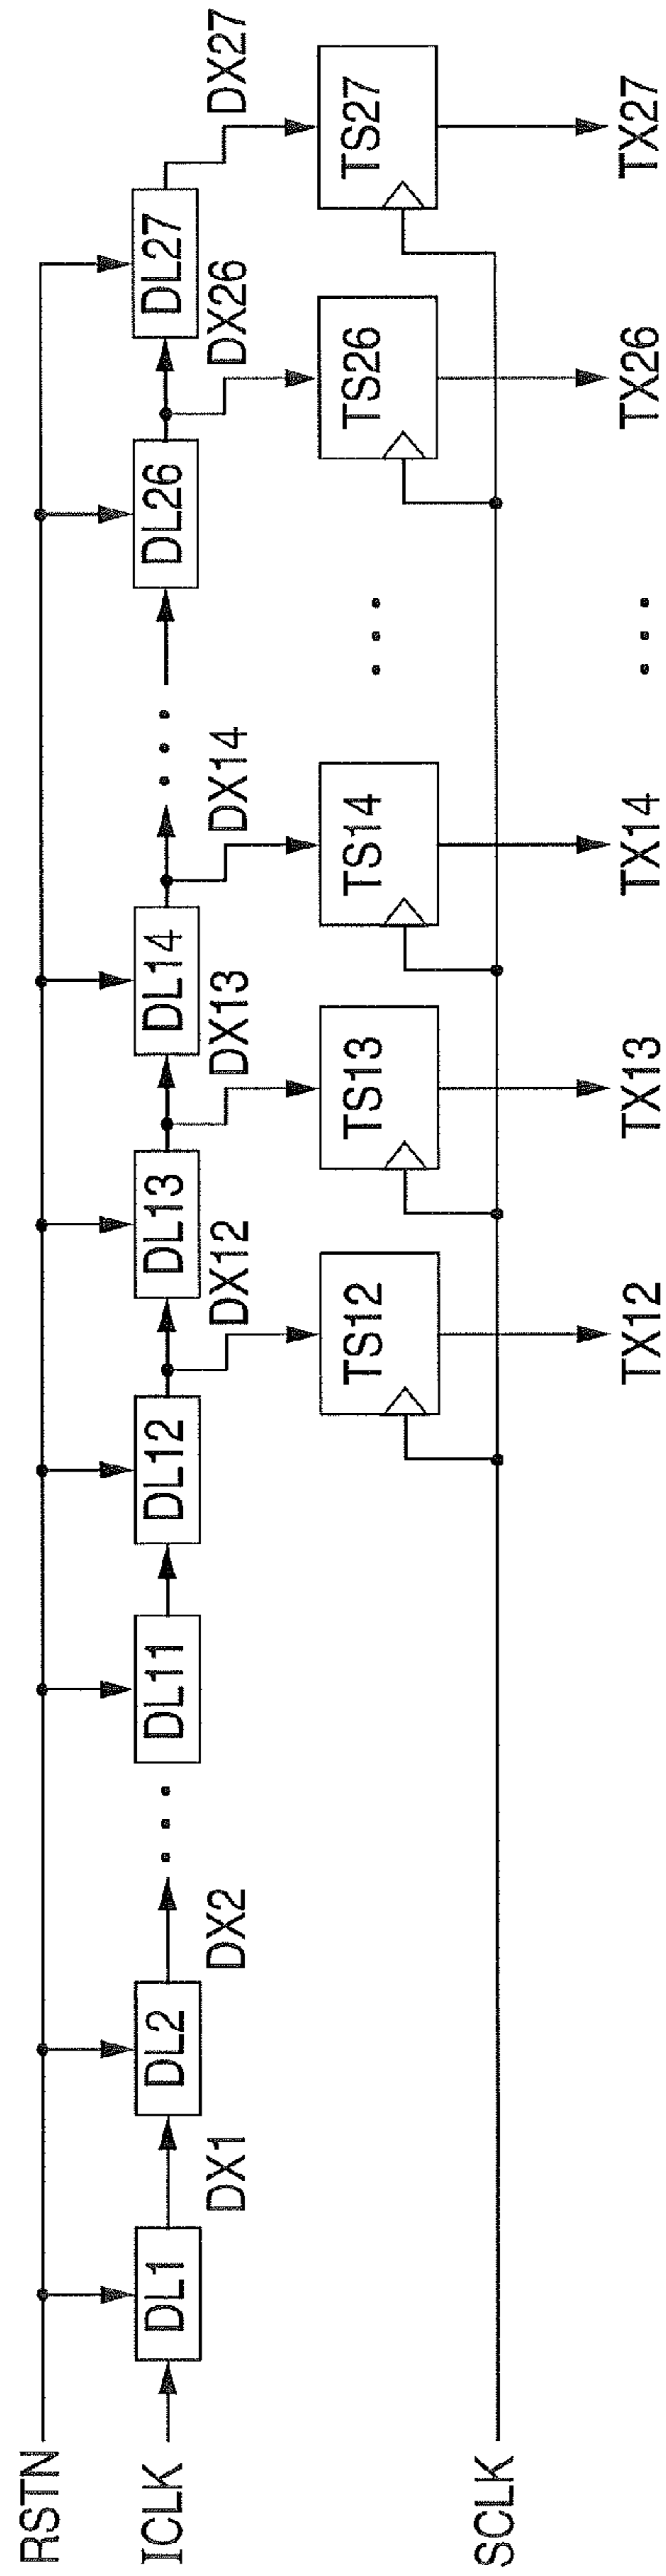 RSTN
ICLK
DL1
DX1
DL2
DX2
DL11
DL12
DX12
DL13
DX13
DL14
DX14
DL26
DX26
DL27
DX27
TS12
TS13
TS14
TS26
TS27
SCLK
TX12
TX13
TX14
TX26
TX27